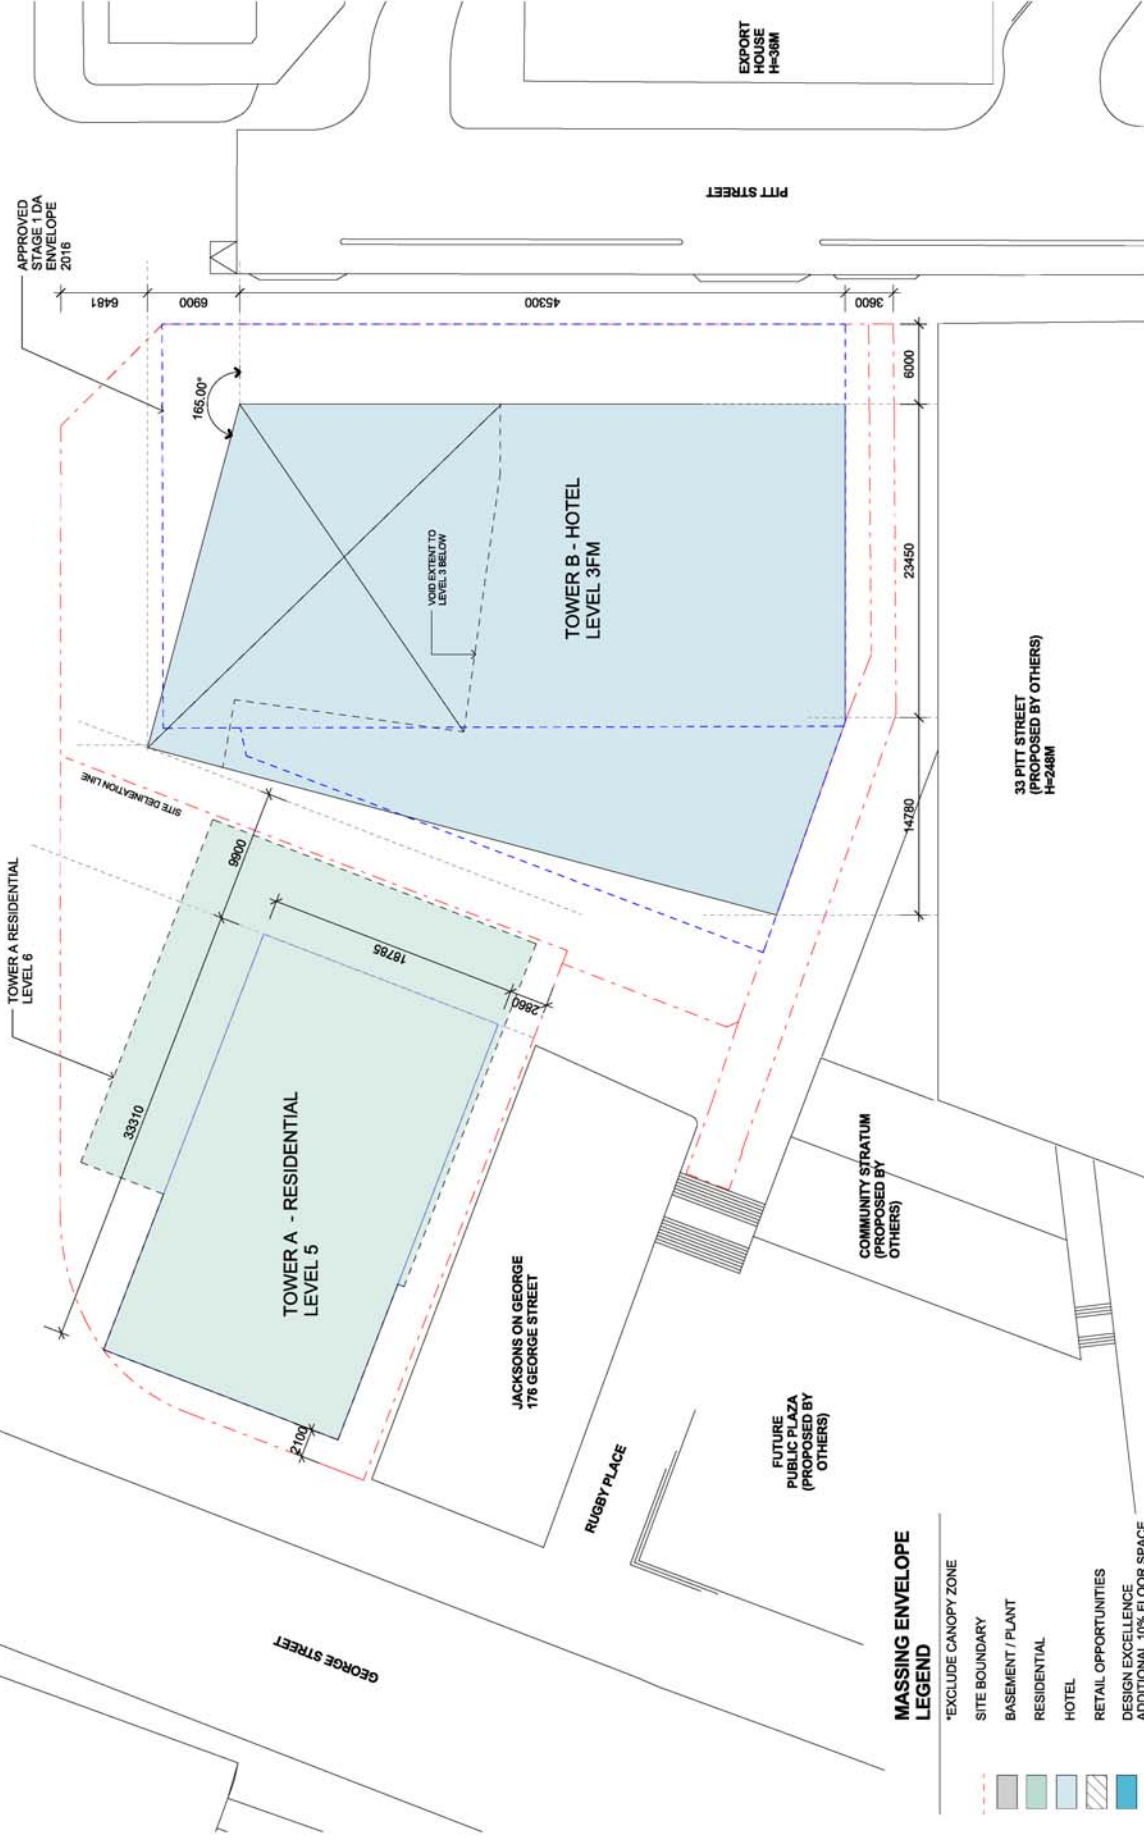 EXPORT
HOUSE
H=36M
PITT STREET
APPROVED
STAGE 1 DA
ENVELOPE
2016
6481
6900
45300
3600
165.00°
6000
VOID EXTENT TO
LEVEL 3 BELOW
TOWER B - HOTEL
LEVEL 3FM
23450
33 PITT STREET
(PROPOSED BY OTHERS)
H=248M
SITE DELINEATION LINE
14780
TOWER A RESIDENTIAL
LEVEL 6
9900
18785
2860
33310
TOWER A - RESIDENTIAL
LEVEL 5
COMMUNITY STRATUM
(PROPOSED BY
OTHERS)
JACKSONS ON GEORGE
176 GEORGE STREET
2100
FUTURE
PUBLIC PLAZA
(PROPOSED BY
OTHERS)
RUGBY PLACE
GEORGE STREET
MASSING ENVELOPE
LEGEND
*EXCLUDE CANOPY ZONE
SITE BOUNDARY
BASEMENT / PLANT
RESIDENTIAL
HOTEL
RETAIL OPPORTUNITIES
DESIGN EXCELLENCE
ADDITIONAL 10% FLOOR SPACE